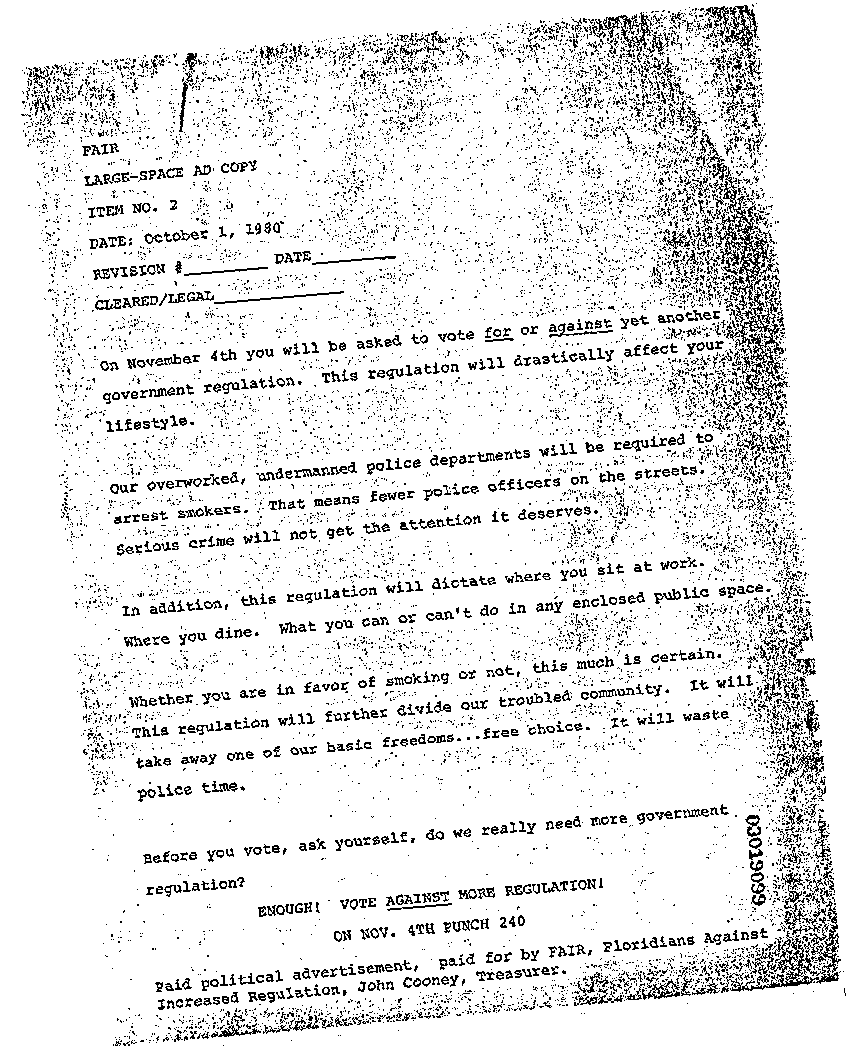 FAIR
LARGE-SPACE AD COPY
ITEM NO. 2
DATE: October 1, 1980
REVISION #________ DATE________
CLEARED/LEGAL____________
On November 4th you will be asked to vote for or against yet another
government regulation. This regulation will drastically affect your
lifestyle.
Our overworked, undermanned police departments will be required to
arrest smokers. That means fewer police officers on the streets.
Serious crime will not get the attention it deserves.
In addition, this regulation will dictate where you sit at work.
Where you dine. What you can or can't do in any enclosed public space.
Whether you are in favor of smoking or not, this much is certain.
This regulation will further divide our troubled community. It will
take away one of our basic freedoms...free choice. It will waste
police time.
Before you vote, ask yourself, do we really need more government
regulation?
ENOUGH! VOTE AGAINST MORE REGULATION!
ON NOV. 4TH PUNCH 240
Paid political advertisement, paid for by FAIR, Floridians Against
Increased Regulation, John Cooney, Treasurer.
03019099